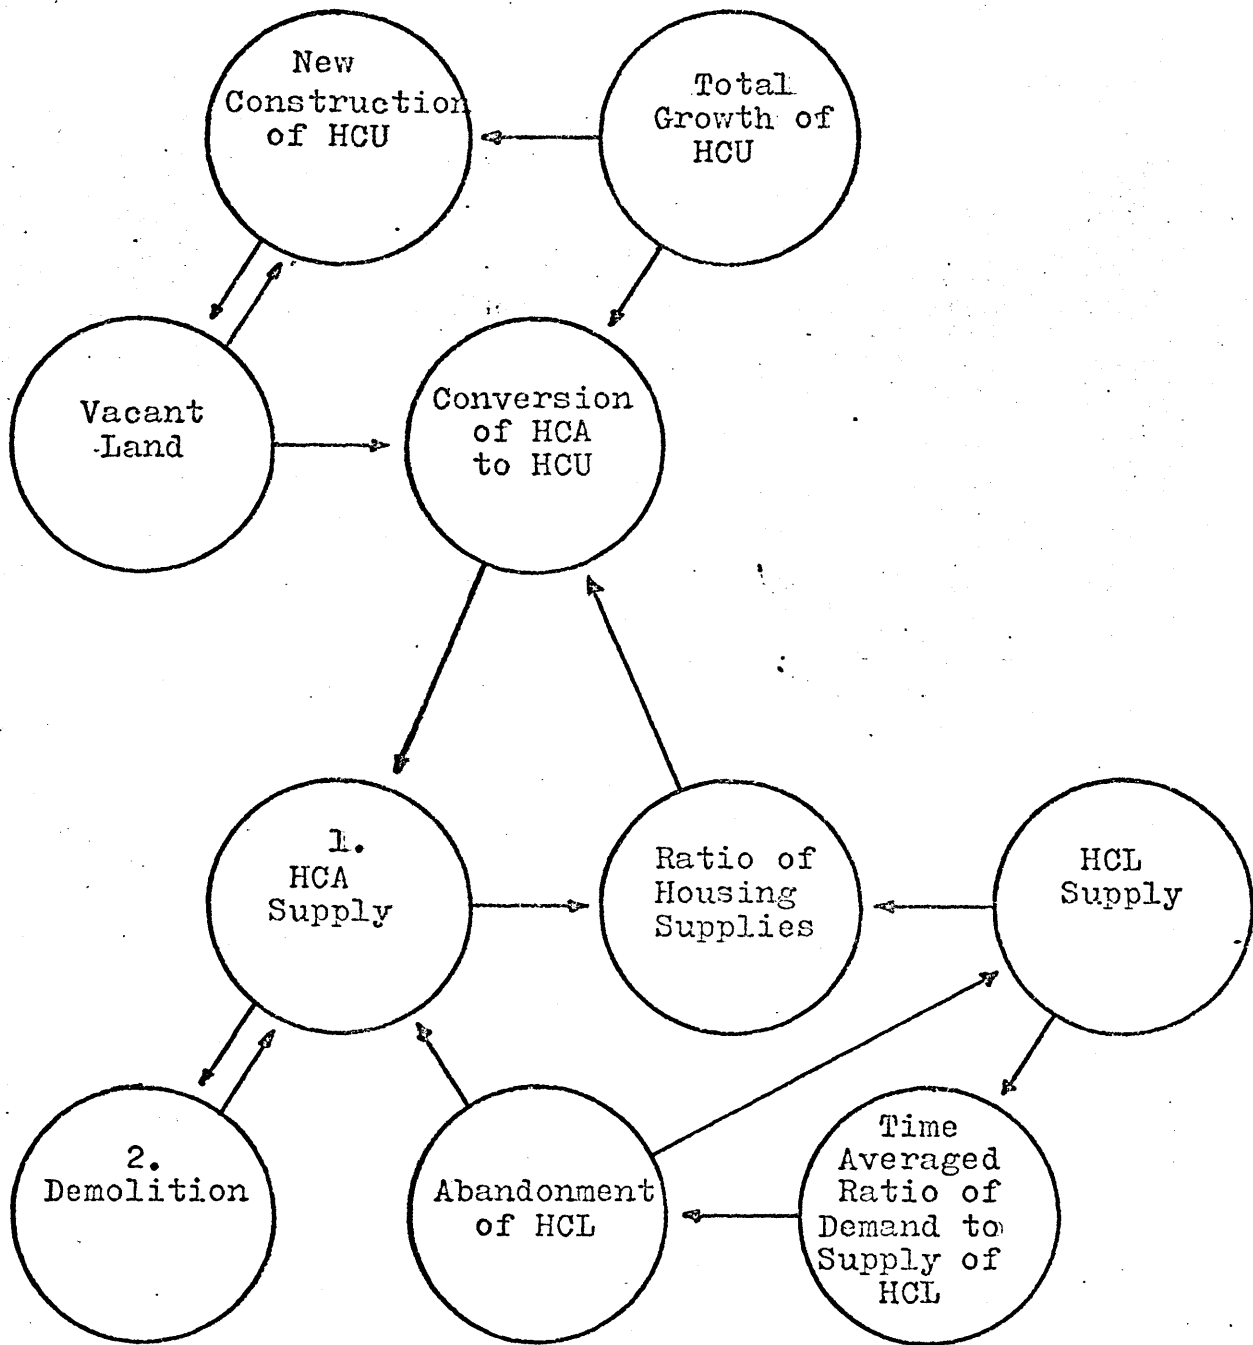 New
Construction
of HCU
Total
Growth of
HCU
Vacant
Land
Conversion
of HCA
to HCU
1.
HCA
Supply
Ratio of
Housing
Supplies
HCL
Supply
2.
Demolition
Abandonment
of HCL
Time
Averaged
Ratio of
Demand to
Supply of
HCL